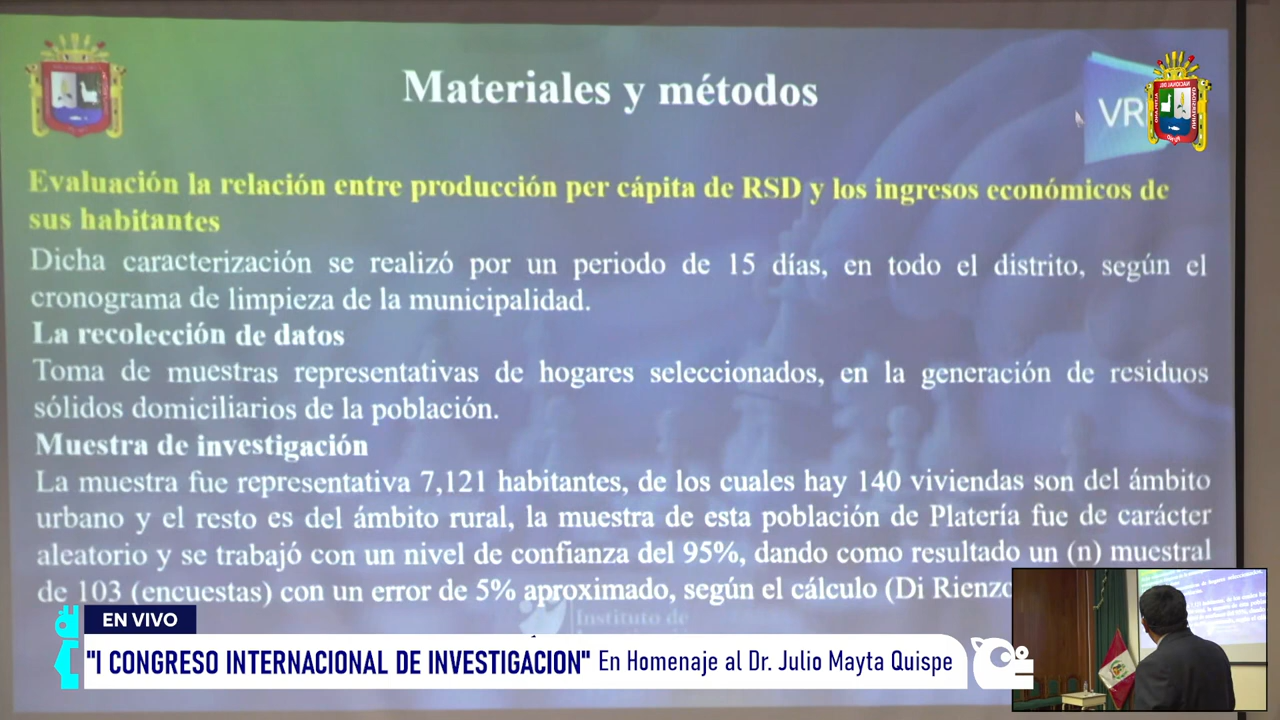 Materiales y métodos
VR
Evaluación la relación entre producción per cápita de RSD y los ingresos económicos de
sus habitantes
Dicha caracterización se realizó por un periodo de 15 días, en todo el distrito, según el
cronograma de limpieza de la municipalidad.
La recolección de datos
Toma de muestras representativas de hogares seleccionados, en la generación de residuos
sólidos domiciliarios de la población.
Muestra de investigación
La muestra fue representativa 7,121 habitantes, de los cuales hay 140 viviendas son del ámbito
urbano y el resto es del ámbito rural, la muestra de esta población de Platería fue de carácter
aleatorio y se trabajó con un nivel de confianza del 95%, dando como resultado un (n) muestral
de 103 (encuestas) con un error de 5% aproximado, según el cálculo (Di Rienzo
Instituto de
EN VIVO
"I CONGRESO INTERNACIONAL DE INVESTIGACIÓN" En Homenaje al Dr. Julio Mayta Quispe